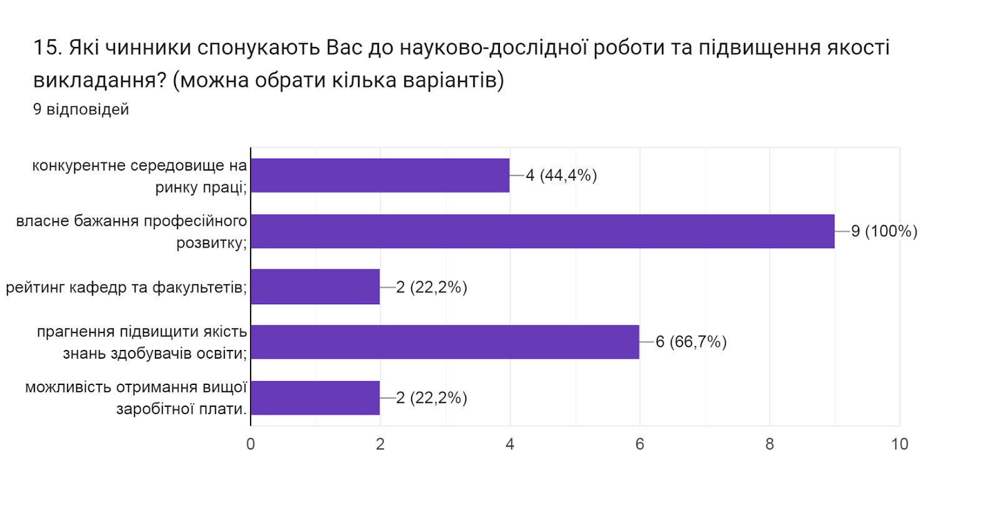 15. Які чинники спонукають Вас до науково-дослідної роботи та підвищення якості
викладання? (можна обрати кілька варіантів)
9 відповідей
конкурентне середовище на
ринку праці;
4 (44,4%)
власне бажання професійного
розвитку;
9 (100%)
рейтинг кафедр та факультетів;
2 (22,2%)
прагнення підвищити якість
знань здобувачів освіти;
6 (66,7%)
можливість отримання вищої
заробітної плати.
2 (22,2%)
0 2 4 6 8 10